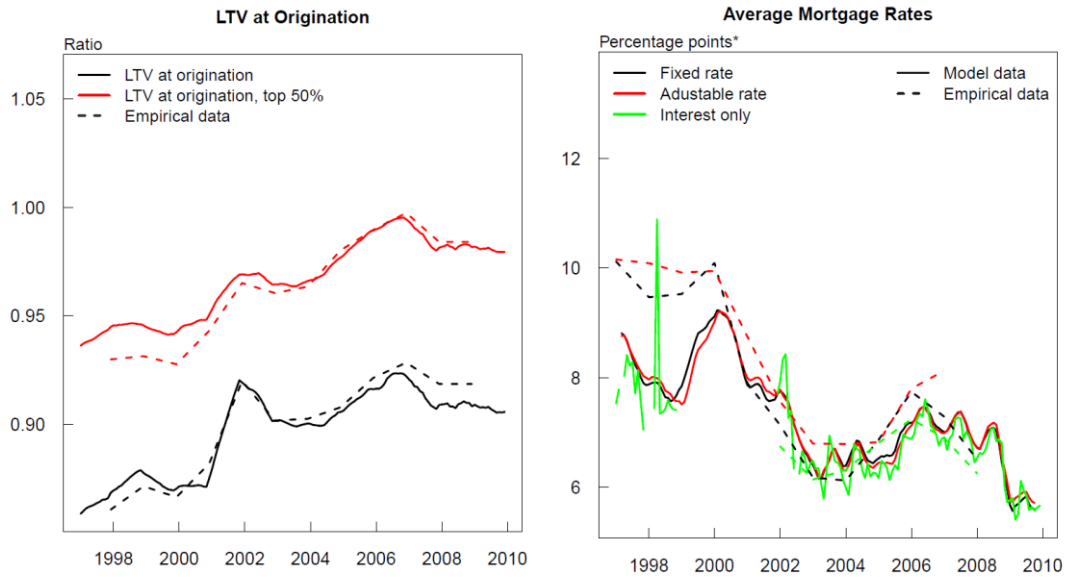 LTV at Origination
Ratio
LTV at origination
LTV at origination, top 50%
Empirical data
1.05
1.00
0.95
0.90
1998 2000 2002 2004 2006 2008 2010
Average Mortgage Rates
Percentage points*
Fixed rate
Adustable rate
Interest only
Model data
Empirical data
12
10
8
6
1998 2000 2002 2004 2006 2008 2010